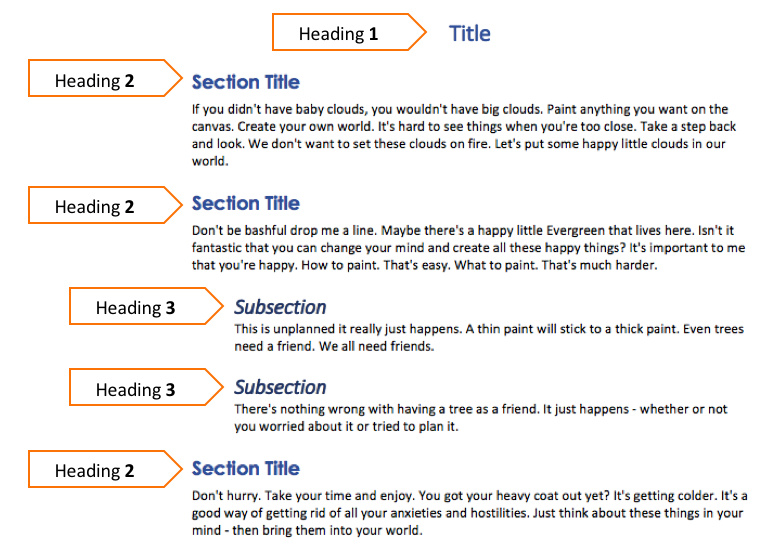 Heading 1 Title
Heading 2 Section Title
If you didn't have baby clouds, you wouldn't have big clouds. Paint anything you want on the
canvas. Create your own world. It's hard to see things when you're too close. Take a step back
and look. We don't want to set these clouds on fire. Let's put some happy little clouds in our
world.
Heading 2 Section Title
Don't be bashful drop me a line. Maybe there's a happy little Evergreen that lives here. Isn't it
fantastic that you can change your mind and create all these happy things? It's important to me
that you're happy. How to paint. That's easy. What to paint. That's much harder.
Heading 3 Subsection
This is unplanned it really just happens. A thin paint will stick to a thick paint. Even trees
need a friend. We all need friends.
Heading 3 Subsection
There's nothing wrong with having a tree as a friend. It just happens - whether or not
you worried about it or tried to plan it.
Heading 2 Section Title
Don't hurry. Take your time and enjoy. You got your heavy coat out yet? It's getting colder. It's a
good way of getting rid of all your anxieties and hostilities. Just think about these things in your
mind - then bring them into your world.